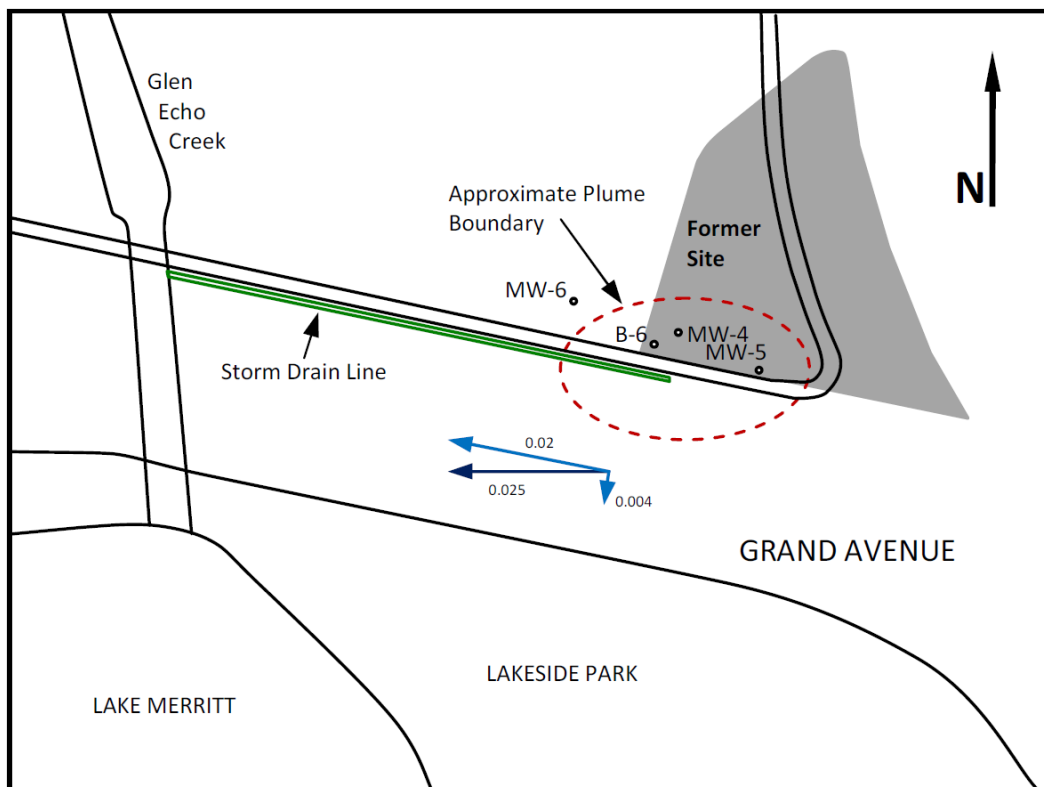 Glen
Echo
Creek
Approximate Plume
Boundary
N
Former
Site
MW-6
B-6
MW-4
MW-5
Storm Drain Line
0.02
0.025
0.004
GRAND AVENUE
LAKESIDE PARK
LAKE MERRITT